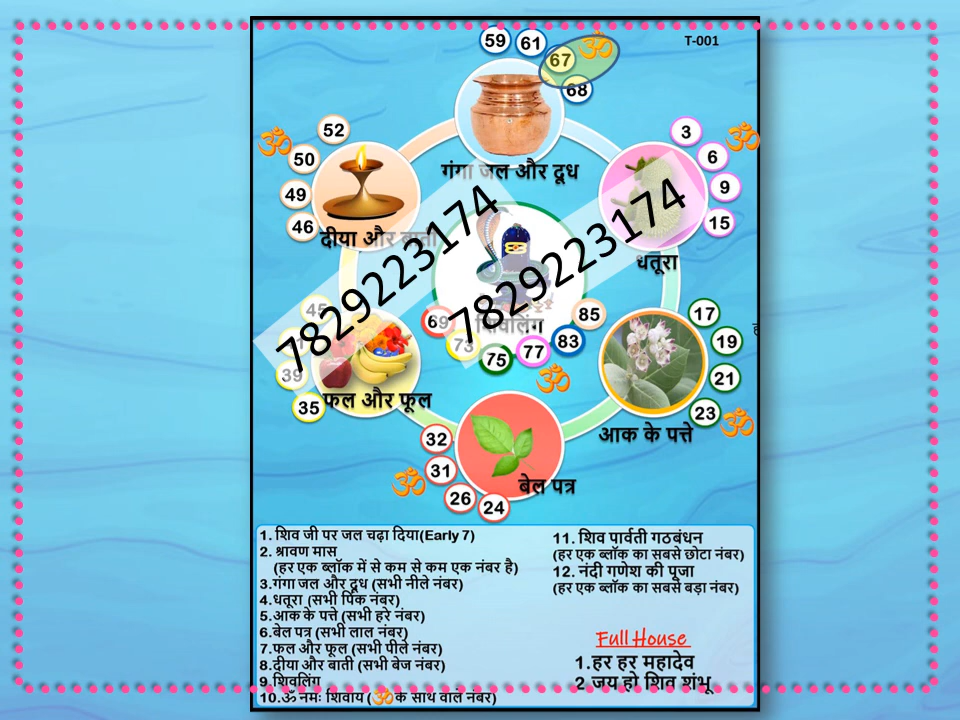 T-001
59
61
67
ॐ
68
52
ॐ
50
49
46
3
ॐ
6
9
15
गंगा जल और दूध
दीया और बाती
धतूरा
7829223174
7829223174
शिवलिंग
69
73
75
77
83
85
ॐ
17
19
21
23
ॐ
45
39
35
फल और फूल
आक के पत्ते
32
31
26
24
ॐ
बेल पत्र
1. शिव जी पर जल चढ़ा दिया(Early 7)
2. श्रावण मास
(हर एक ब्लॉक में से कम से कम एक नंबर है)
3.गंगा जल और दूध (सभी नीले नंबर)
4.धतूरा (सभी पिंक नंबर)
5.आक के पत्ते (सभी हरे नंबर)
6.बेल पत्र (सभी लाल नंबर)
7.फल और फूल (सभी पीले नंबर)
8.दीया और बाती (सभी बेज नंबर)
9.शिवलिंग
10.ॐ नमः शिवाय (ॐ के साथ वाले नंबर)
11. शिव पार्वती गठबंधन
(हर एक ब्लॉक का सबसे छोटा नंबर)
12. नंदी गणेश की पूजा
(हर एक ब्लॉक का सबसे बड़ा नंबर)
Full House
1.हर हर महादेव
2.जय हो शिव शंभू